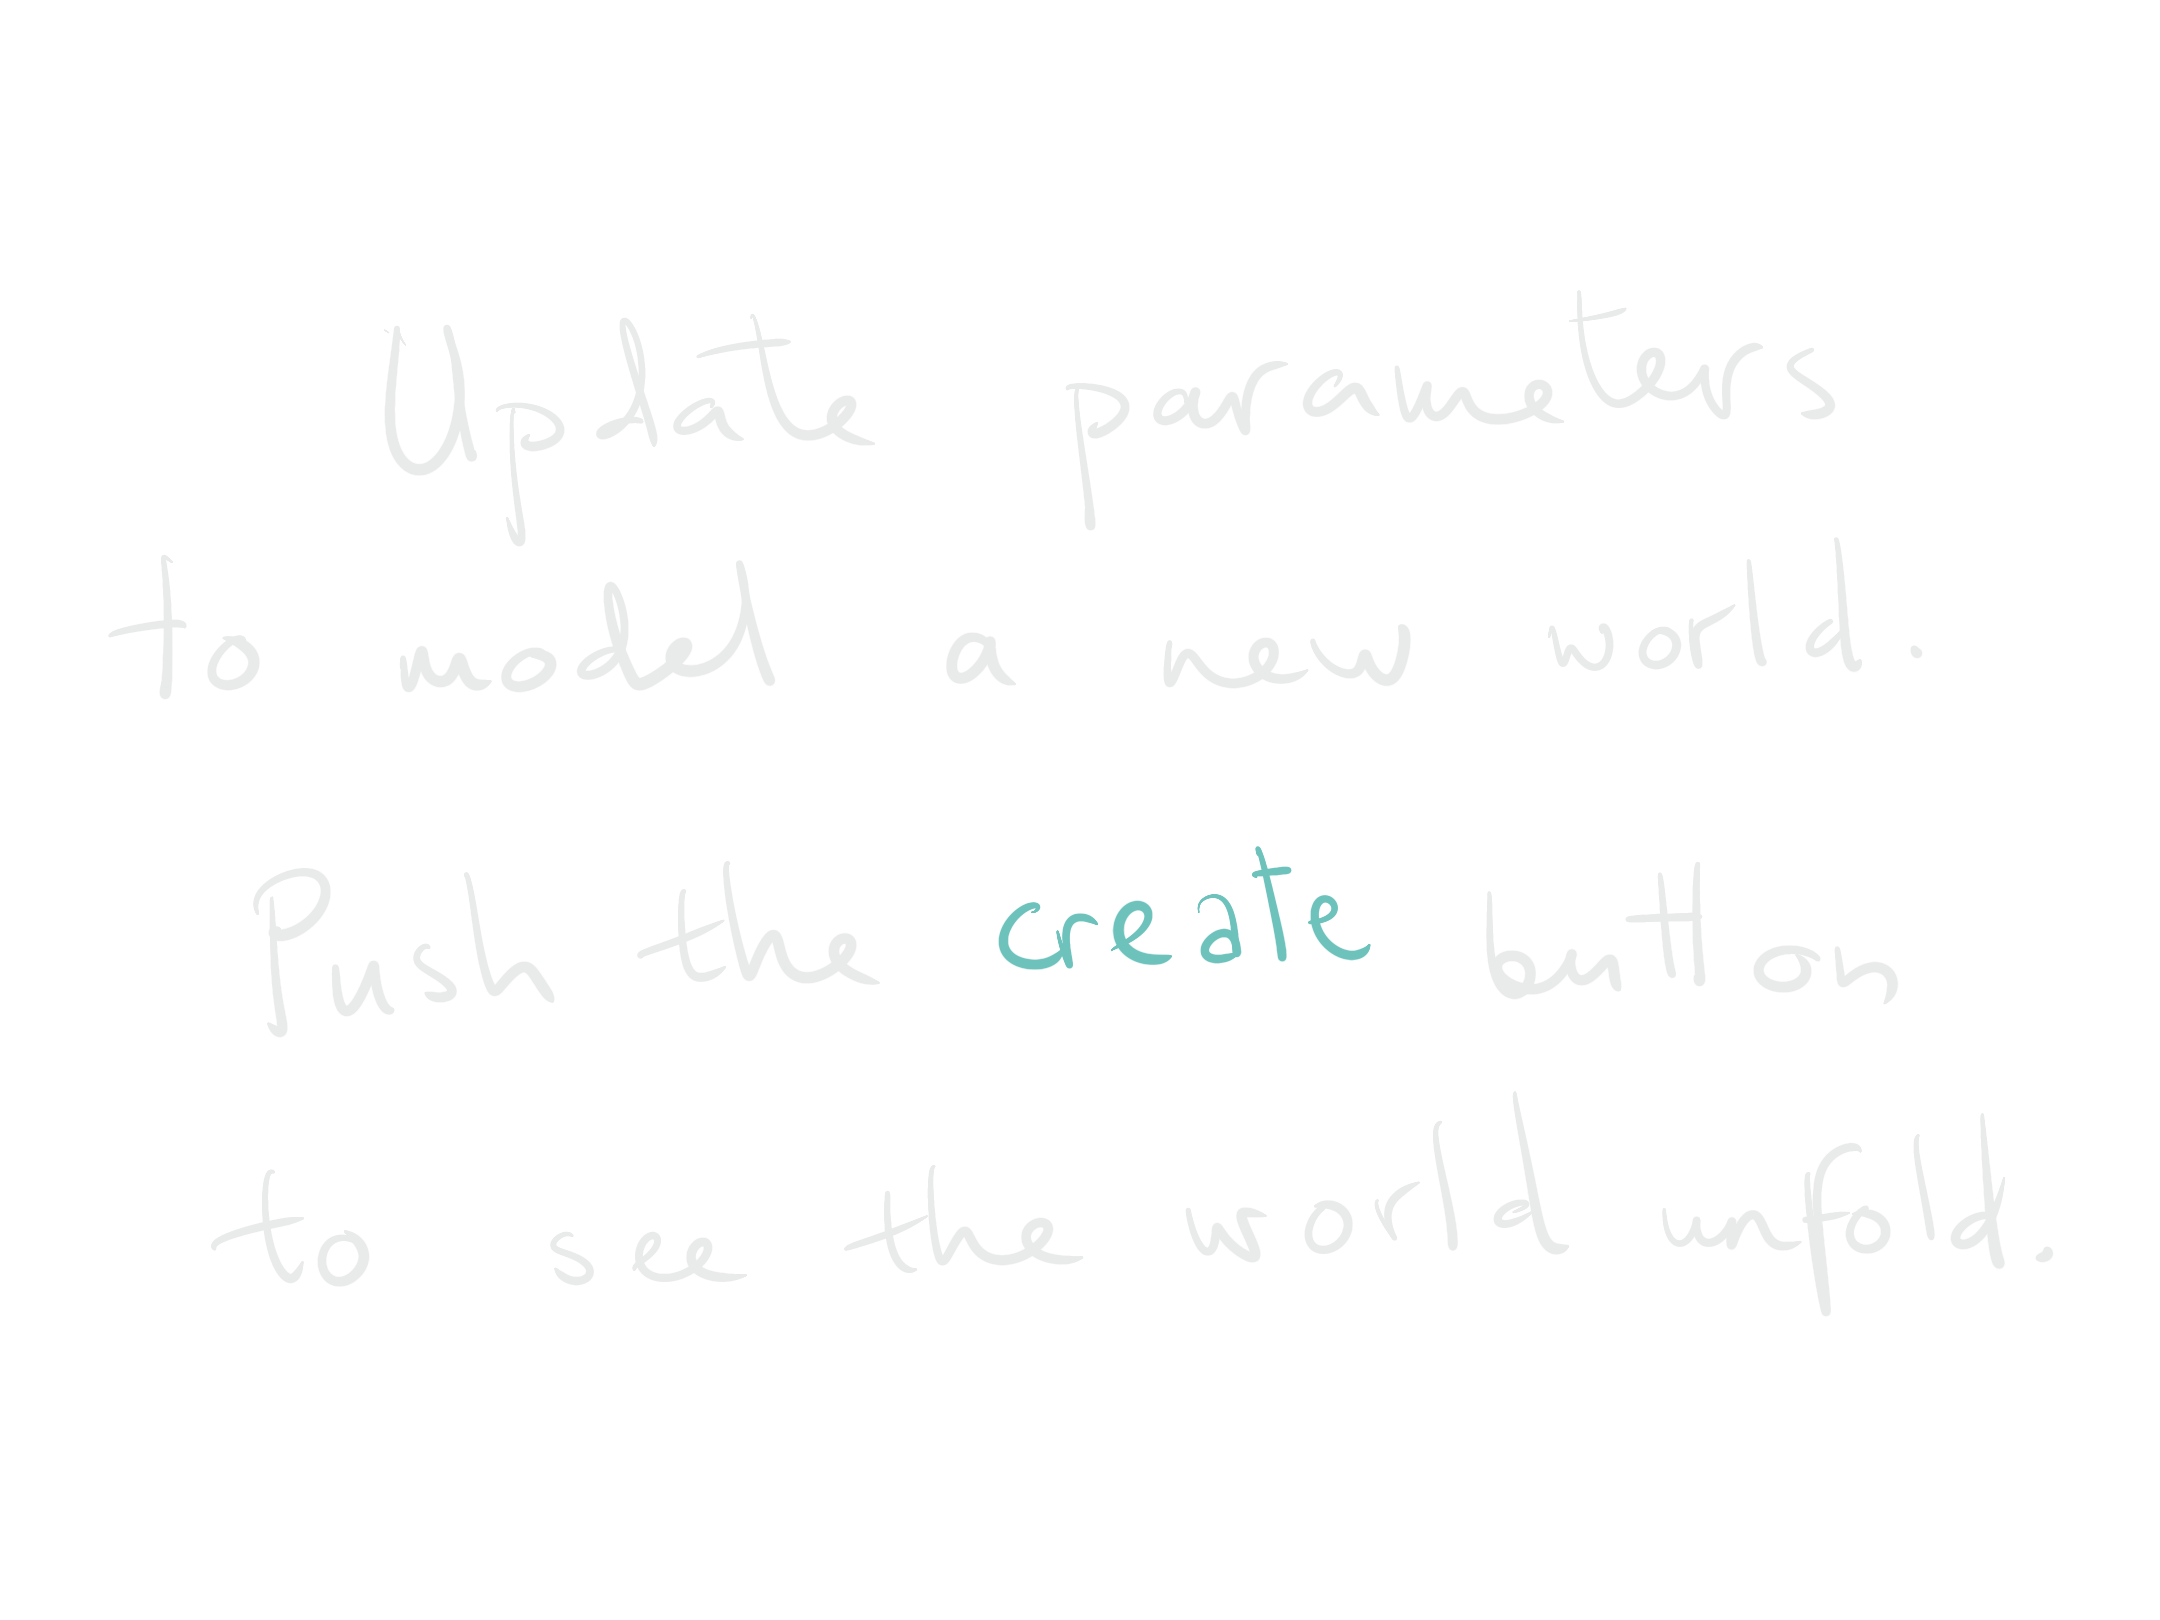 Update parameters
to model a new world.
Push the create button
to see the world unfold.